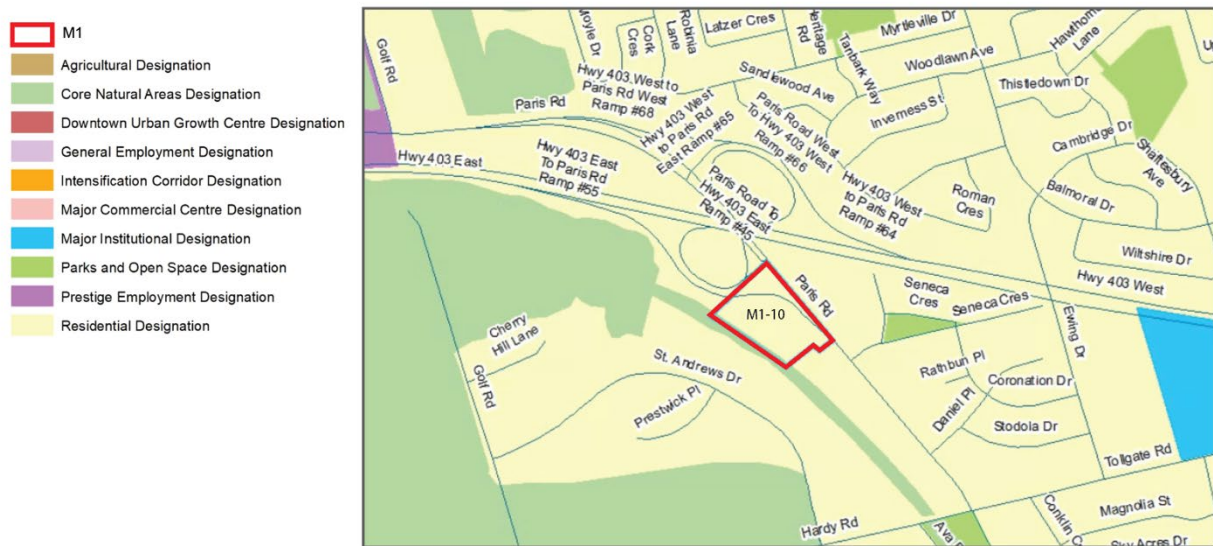 M1
Agricultural Designation
Core Natural Areas Designation
Downtown Urban Growth Centre Designation
General Employment Designation
Intensification Corridor Designation
Major Commercial Centre Designation
Major Institutional Designation
Parks and Open Space Designation
Prestige Employment Designation
Residential Designation
Golf Rd
Moyle Dr
Cork
Cres
Robinia
Lane
Latzer Cres
Heritage
Rd
Tanbark Way
Myrtleville Dr
Woodlawn Ave
Hawthorne
Lane
Sandlewood Ave
Thistledown Dr
Inverness St
Cambridge Dr
Shaftesbury
Ave
Balmoral Dr
Roman
Cres
Wiltshire Dr
Paris Rd
Hwy 403 West to
Paris Rd West
Ramp #68
Hwy 403 West
to Paris Rd
East Ramp #65
Paris Road West
To Hwy 403 West
Ramp #66
Hwy 403 East
Hwy 403 East
To Paris Rd
Ramp #55
Paris Road To
Hwy 403 East
Ramp #45
Hwy 403 West
to Paris Rd
Ramp #64
Hwy 403 West
Paris Rd
M1-10
Seneca
Cres
Seneca Cres
Ewing Dr
Cherry
Hill Lane
Golf Rd
St. Andrews Dr
Prestwick Pl
Rathbun Pl
Coronation Dr
Daniel Pl
Stodola Dr
Tollgate Rd
Hardy Rd
Magnolia St
Sky Acres Dr